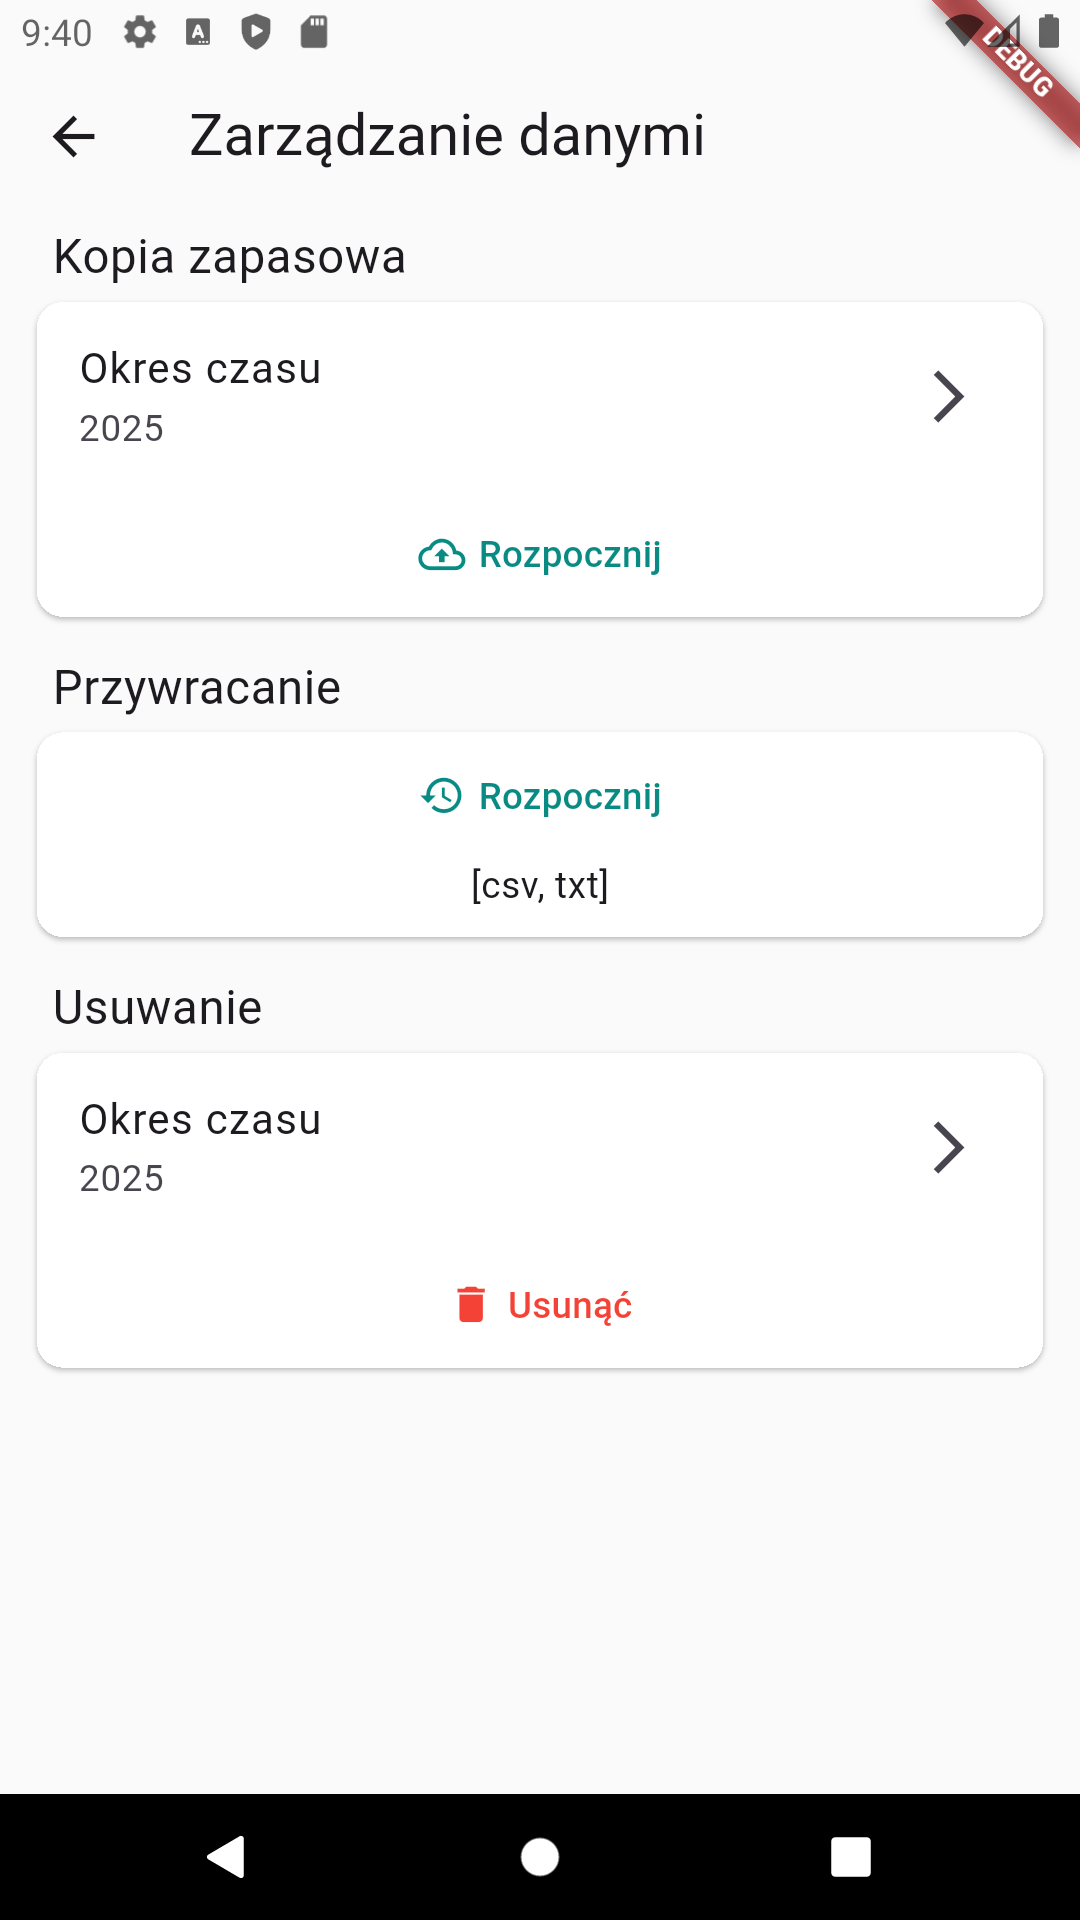 9:40
DEBUG
Zarządzanie danymi
Kopia zapasowa
Okres czasu
2025
Rozpocznij
Przywracanie
Rozpocznij
[csv, txt]
Usuwanie
Okres czasu
2025
Usunąć